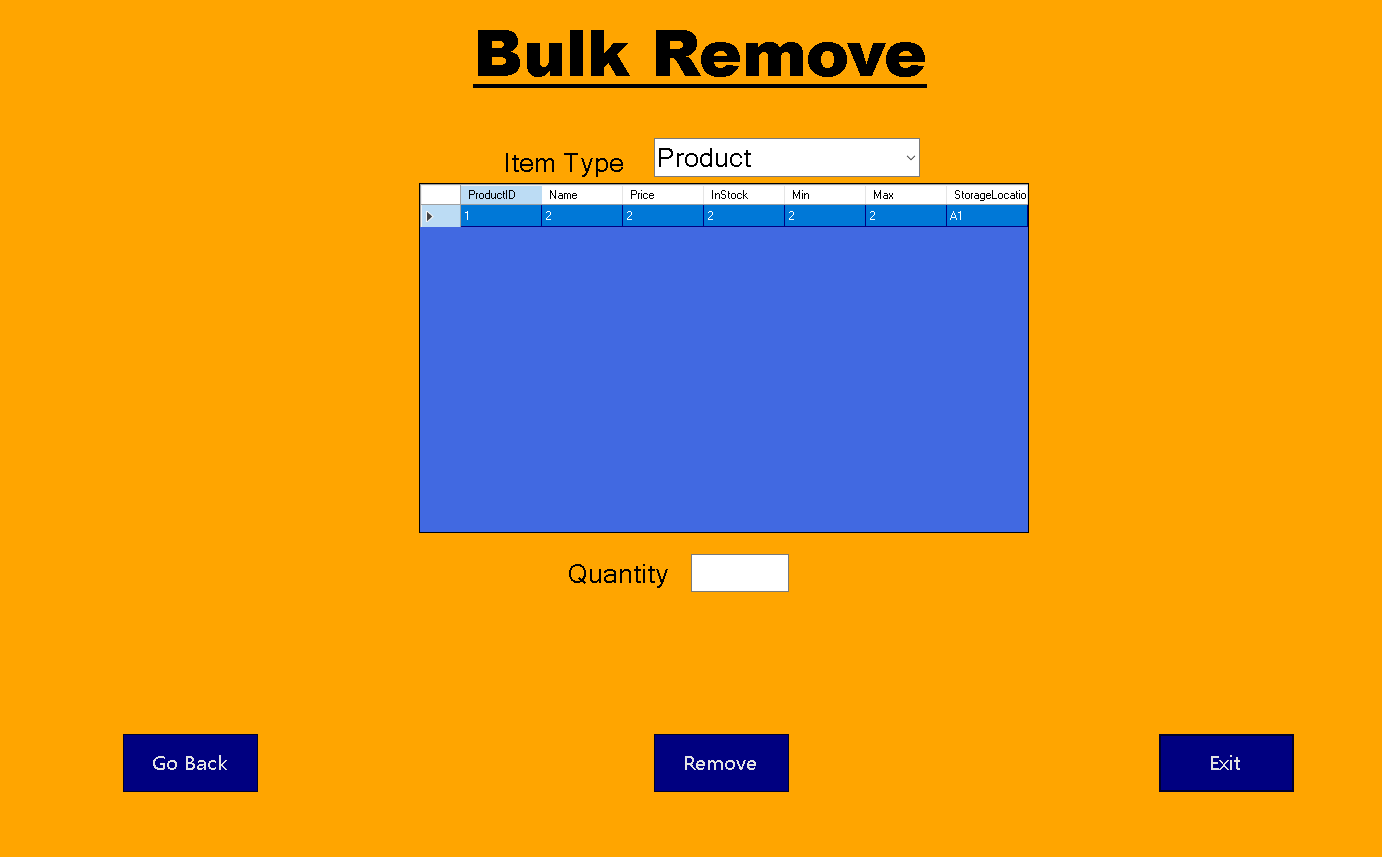 Bulk Remove
Item Type Product
ProductID Name Price InStock Min Max StorageLocatio
1 2 2 2 2 2 A1
Quantity
Go Back Remove Exit